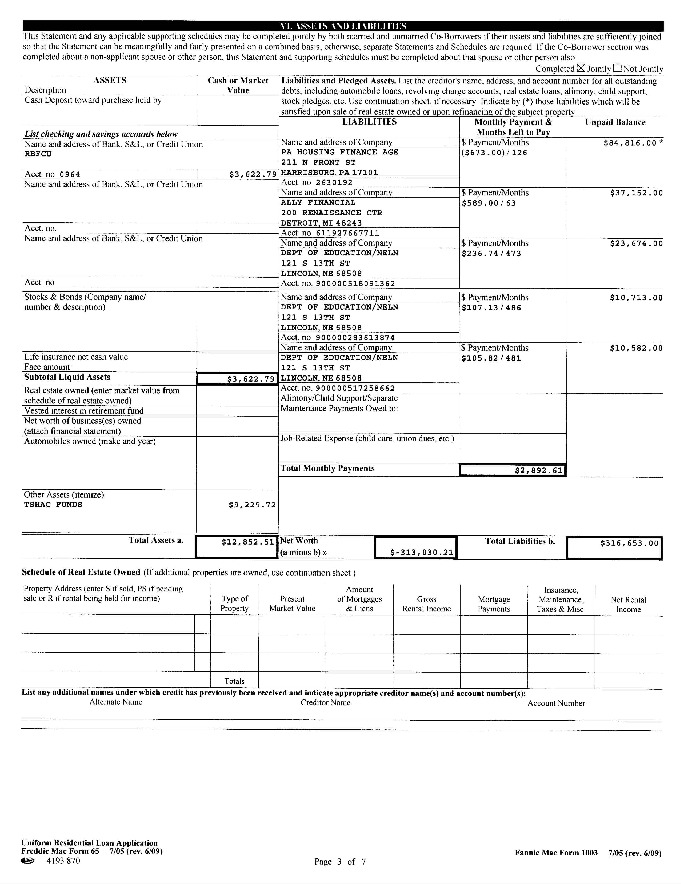 VI. ASSETS AND LIABILITIES
This Statement and any applicable supporting schedules may be completed jointly by both married and unmarried Co-Borrowers if their assets and liabilities are sufficiently joined
so that the Statement can be meaningfully and fairly presented on a combined basis, otherwise, separate Statements and Schedules are required. If the Co-Borrower section was
completed about a non-applicant spouse or other person, this Statement and supporting schedules must be completed about that spouse or other person also
Completed ☒ Jointly ☐ Not Jointly
ASSETS
Description
Cash or Market
Value
Cash Deposit toward purchase held by
List checking and savings accounts below
Name and address of Bank, S&L, or Credit Union
RBFCU
Acct no 0964 $3,622.79
Name and address of Bank, S&L, or Credit Union
Acct. no.
Name and address of Bank, S&L, or Credit Union
Acct no
Stocks & Bonds (Company name/
number & description)
Life insurance net cash value
Face amount
Subtotal Liquid Assets $3,622.79
Real estate owned (enter market value from
schedule of real estate owned)
Vested interest in retirement fund
Net worth of business(es) owned
(attach financial statement)
Automobiles owned (make and year)
Other Assets (itemize)
TSHAC FUNDS $9,229.72
Total Assets a. $12,852.51
Liabilities and Pledged Assets. List the creditor's name, address, and account number for all outstanding
debts, including automobile loans, revolving charge accounts, real estate loans, alimony, child support,
stock pledges, etc. Use continuation sheet, if necessary. Indicate by (*) those liabilities which will be
satisfied upon sale of real estate owned or upon refinancing of the subject property
LIABILITIES
Monthly Payment &
Months Left to Pay
Unpaid Balance
Name and address of Company $ Payment/Months $84,816.00*
PA HOUSING FINANCE AGE ($673.00)/126
211 N FRONT ST
HARRISBURG, PA 17101
Acct no 2630192
Name and address of Company $ Payment/Months $37,152.00
ALLY FINANCIAL $589.00/63
200 RENAISSANCE CTR
DETROIT, MI 48243
Acct no 611927667711
Name and address of Company $ Payment/Months $23,674.00
DEPT OF EDUCATION/NELN $236.74/473
121 S 13TH ST
LINCOLN, NE 68508
Acct. no. 900000516091362
Name and address of Company $ Payment/Months $10,713.00
DEPT OF EDUCATION/NELN $107.13/486
121 S 13TH ST
LINCOLN, NE 68508
Acct. no 900000283513874
Name and address of Company $ Payment/Months $10,582.00
DEPT OF EDUCATION/NELN $105.82/481
121 S 13TH ST
LINCOLN, NE 68508
Acct. no. 900000517258662
Alimony/Child Support/Separate
Maintenance Payments Owed to:
Job Related Expense (child care, union dues, etc.)
Total Monthly Payments $2,892.61
Net Worth
(a minus b) $-313,030.21
Total Liabilities b. $316,653.00
Schedule of Real Estate Owned (If additional properties are owned, use continuation sheet )
Property Address (enter S if sold, PS if pending
sale or R if rental being held for income)
Type of
Property
Present
Market Value
Amount
of Mortgages
& Liens
Gross
Rental Income
Mortgage
Payments
Insurance,
Maintenance,
Taxes & Misc
Net Rental
Income
Totals
List any additional names under which credit has previously been received and indicate appropriate creditor name(s) and account number(s):
Alternate Name Creditor Name Account Number
Uniform Residential Loan Application
Freddie Mac Form 65 7/05 (rev. 6/09)
4193 870
Page 3 of 7
Fannie Mae Form 1003 7/05 (rev. 6/09)